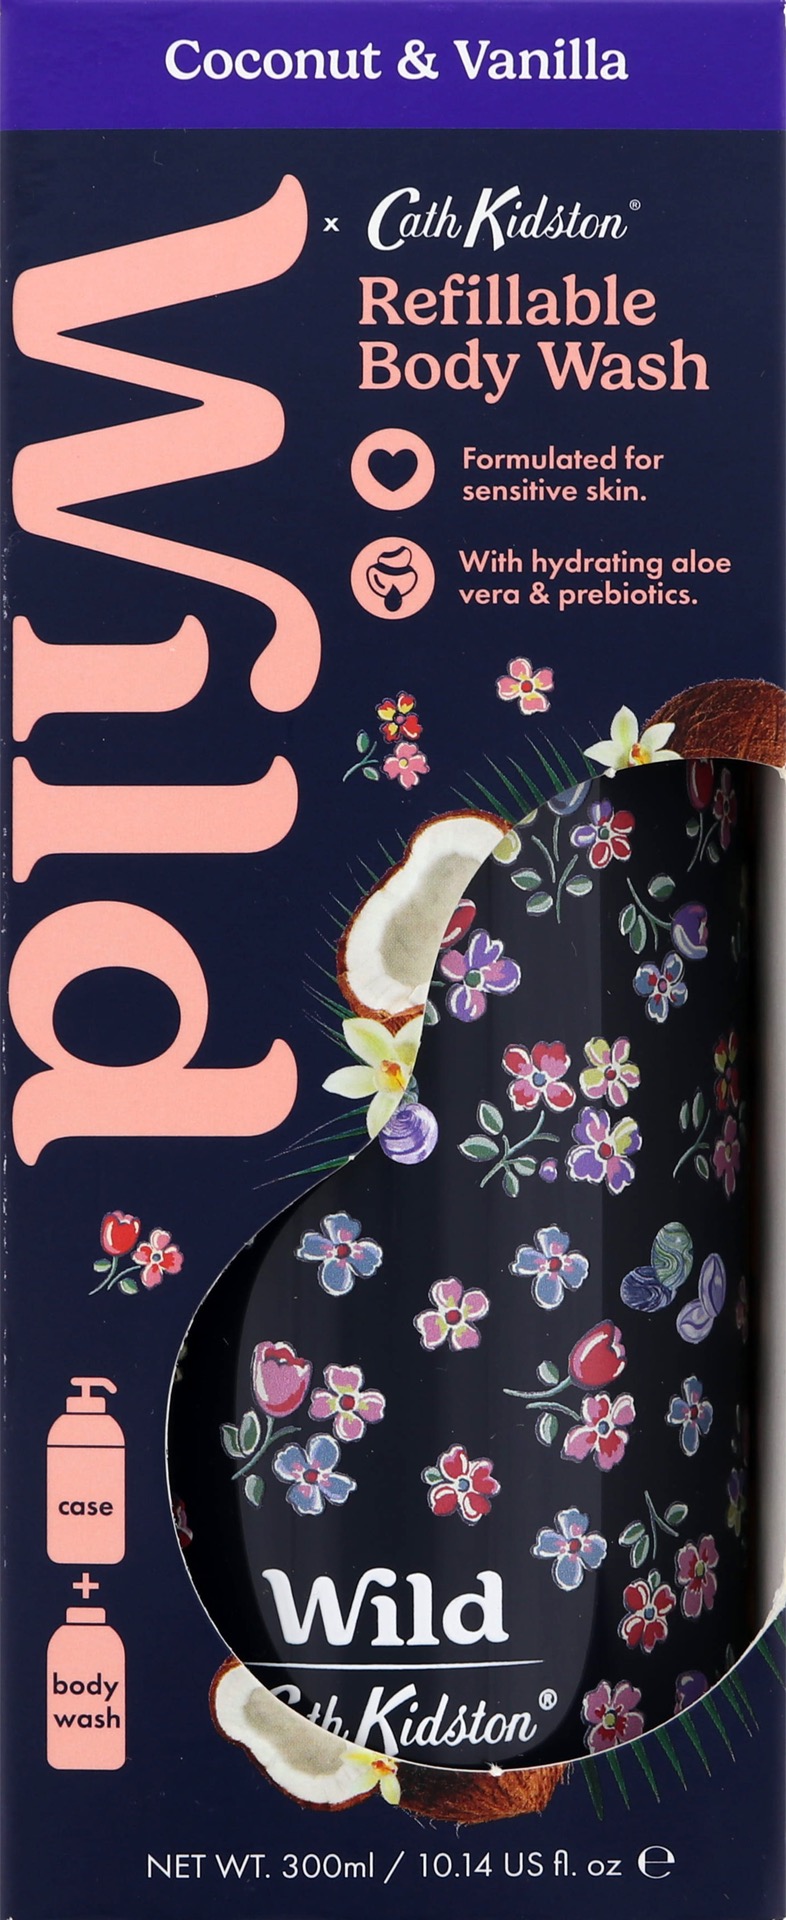 Coconut & Vanilla
Wild
x Cath Kidston®
Refillable
Body Wash
Formulated for
sensitive skin.
With hydrating aloe
vera & prebiotics.
case
+
body
wash
Wild
Cath Kidston®
NET WT. 300ml / 10.14 US fl. oz ℮